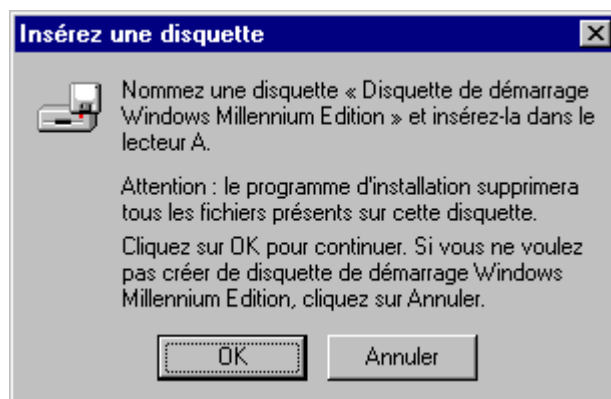 Insérez une disquette
Nommez une disquette « Disquette de démarrage
Windows Millennium Edition » et insérez-la dans le
lecteur A.
Attention : le programme d'installation supprimera
tous les fichiers présents sur cette disquette.
Cliquez sur OK pour continuer. Si vous ne voulez
pas créer de disquette de démarrage Windows
Millennium Edition, cliquez sur Annuler.
OK
Annuler